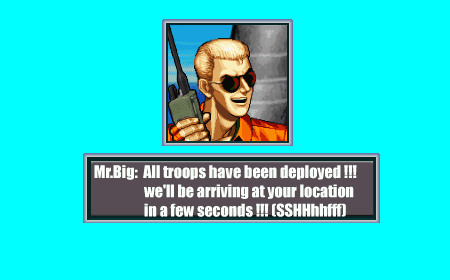 Mr.Big: All troops have been deployed !!!
we'll be arriving at your location
in a few seconds !!! (SSHHhhfff)